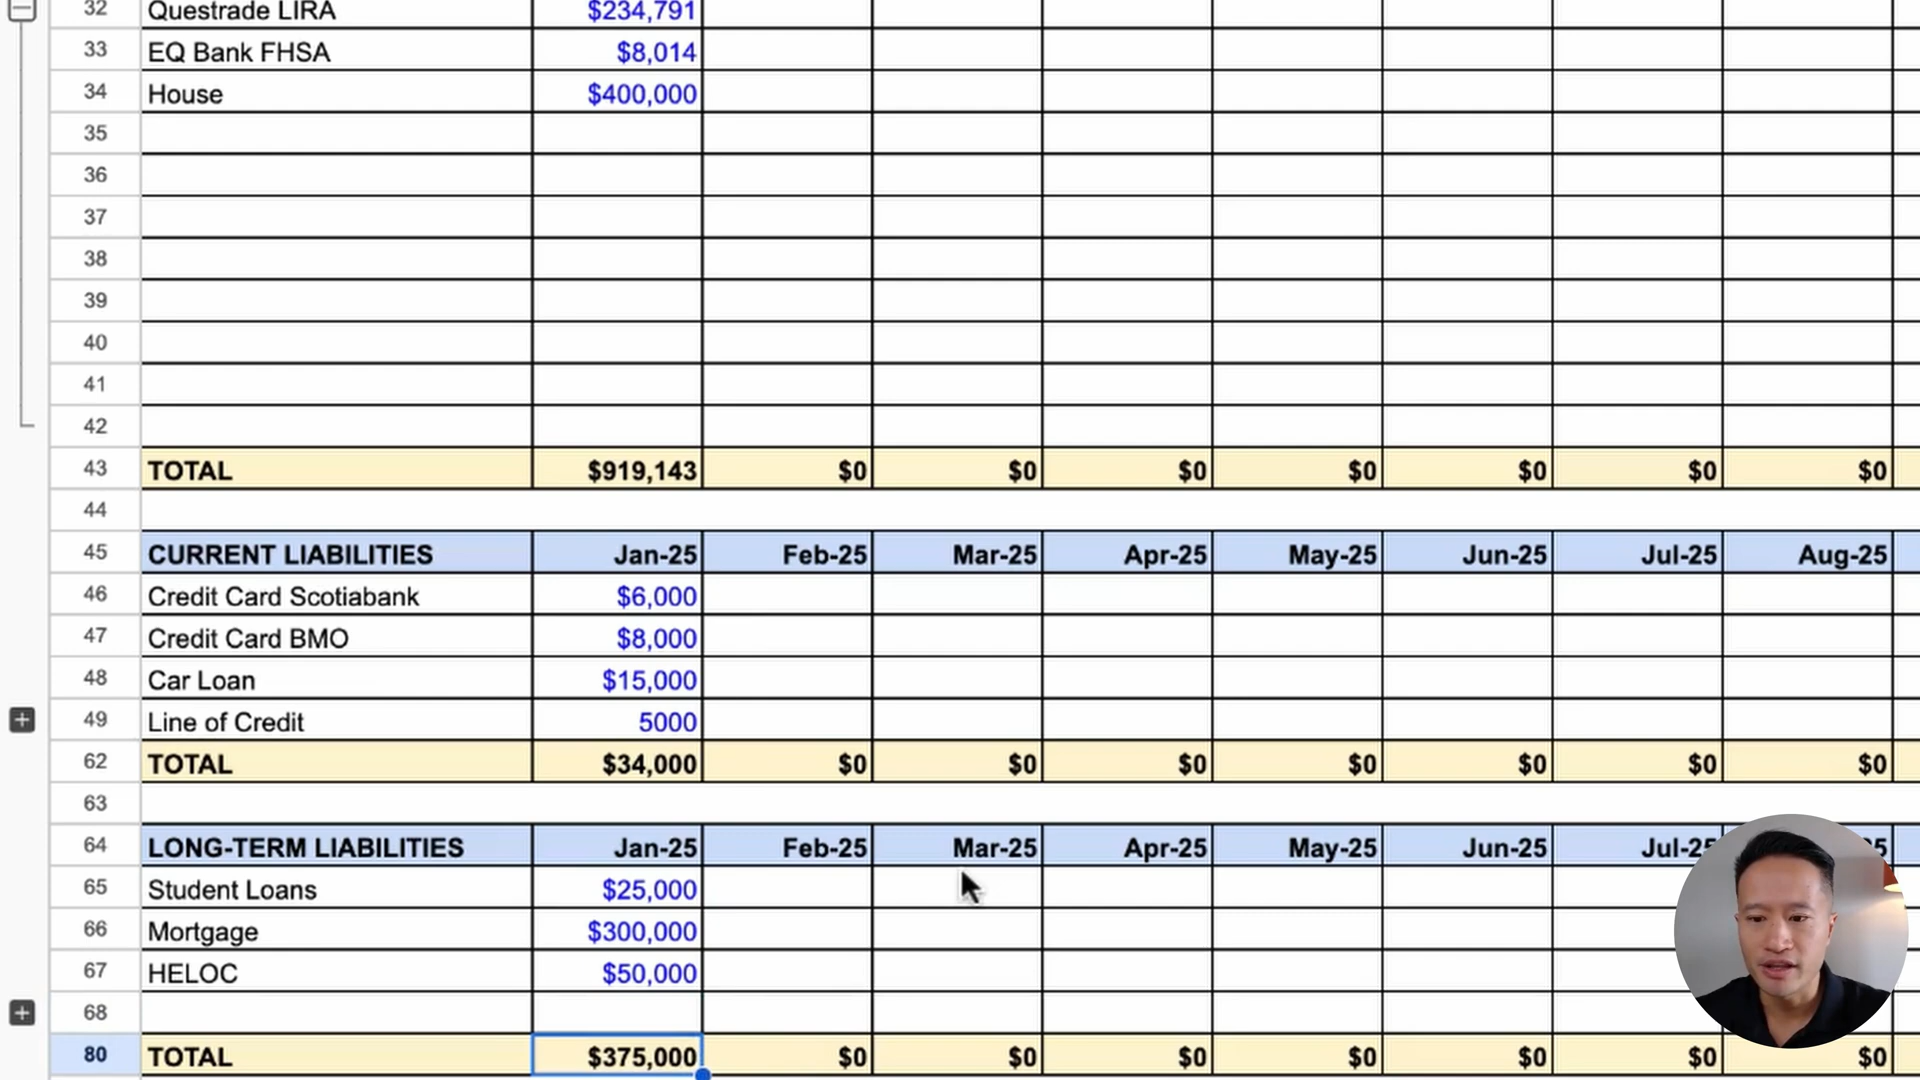 32 Questrade LIRA $234,791
33 EQ Bank FHSA $8,014
34 House $400,000
35
36
37
38
39
40
41
42
43 TOTAL $919,143 $0 $0 $0 $0 $0 $0 $0
44
45 CURRENT LIABILITIES Jan-25 Feb-25 Mar-25 Apr-25 May-25 Jun-25 Jul-25 Aug-25
46 Credit Card Scotiabank $6,000
47 Credit Card BMO $8,000
48 Car Loan $15,000
49 Line of Credit 5000
62 TOTAL $34,000 $0 $0 $0 $0 $0 $0 $0
63
64 LONG-TERM LIABILITIES Jan-25 Feb-25 Mar-25 Apr-25 May-25 Jun-25 Jul-25
65 Student Loans $25,000
66 Mortgage $300,000
67 HELOC $50,000
68
80 TOTAL $375,000 $0 $0 $0 $0 $0 $0 $0